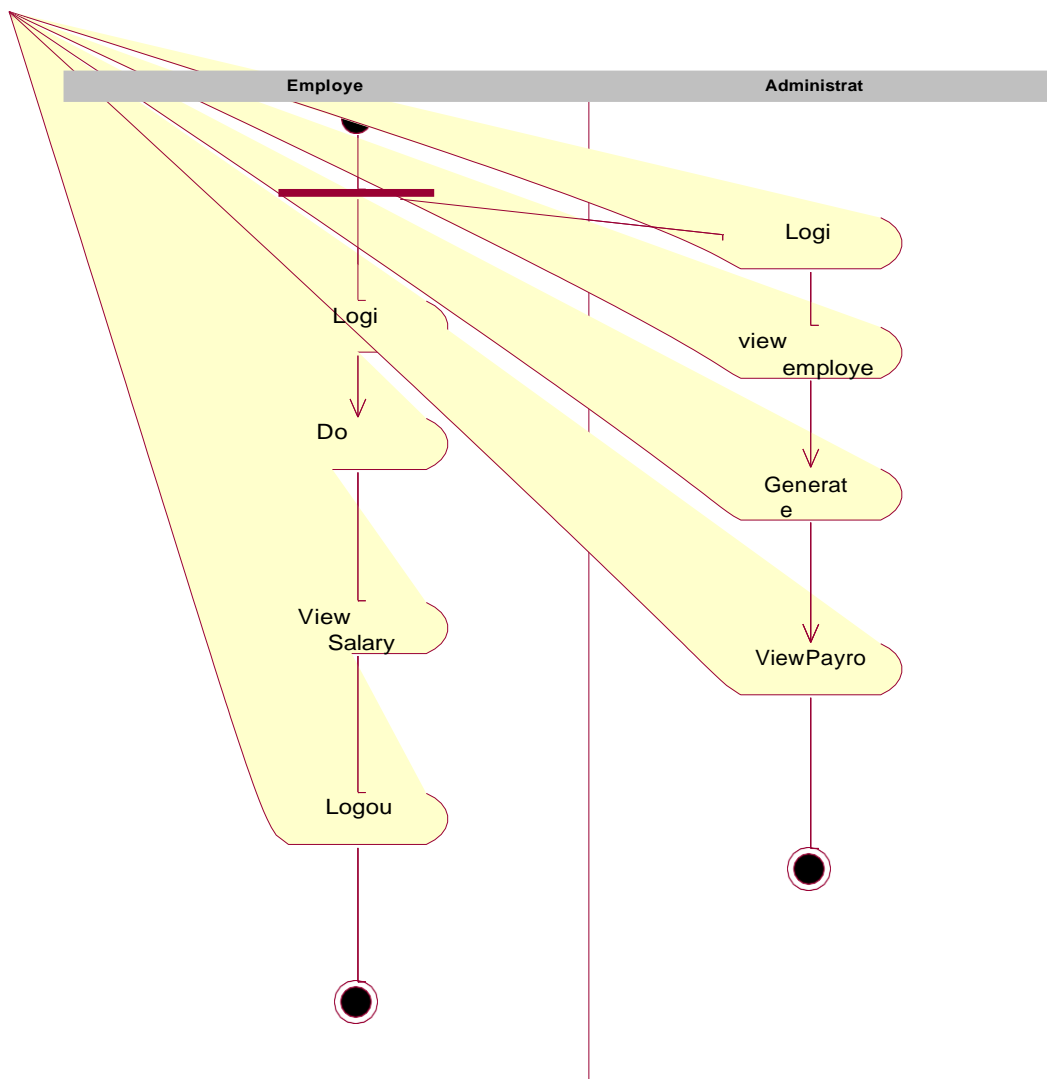 Employe
Administrat
Logi
Logi
view
employe
Do
Generat
e
View
Salary
ViewPayro
Logou